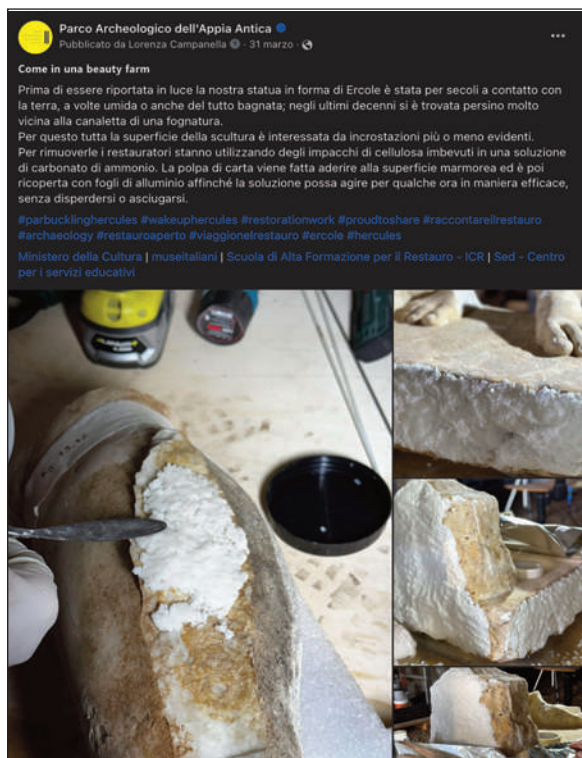 Parco Archeologico dell'Appia Antica
Pubblicato da Lorenza Campanella · 31 marzo ·
Come in una beauty farm
Prima di essere riportata in luce la nostra statua in forma di Ercole è stata per secoli a contatto con
la terra, a volte umida o anche del tutto bagnata; negli ultimi decenni si è trovata persino molto
vicina alla canaletta di una fognatura.
Per questo tutta la superficie della scultura è interessata da incrostazioni più o meno evidenti.
Per rimuoverle i restauratori stanno utilizzando degli impacchi di cellulosa imbevuti in una soluzione
di carbonato di ammonio. La polpa di carta viene fatta aderire alla superficie marmorea ed è poi
ricoperta con fogli di alluminio affinché la soluzione possa agire per qualche ora in maniera efficace,
senza disperdersi o asciugarsi.
#parbucklinghercules #wakeuphercules #restorationwork #proudtoshare #raccontareilrestauro
#archaeology #restauroaperto #viaggionelrestauro #ercole #hercules
Ministero della Cultura | museitaliani | Scuola di Alta Formazione per il Restauro - ICR | Sed - Centro
per i servizi educativi